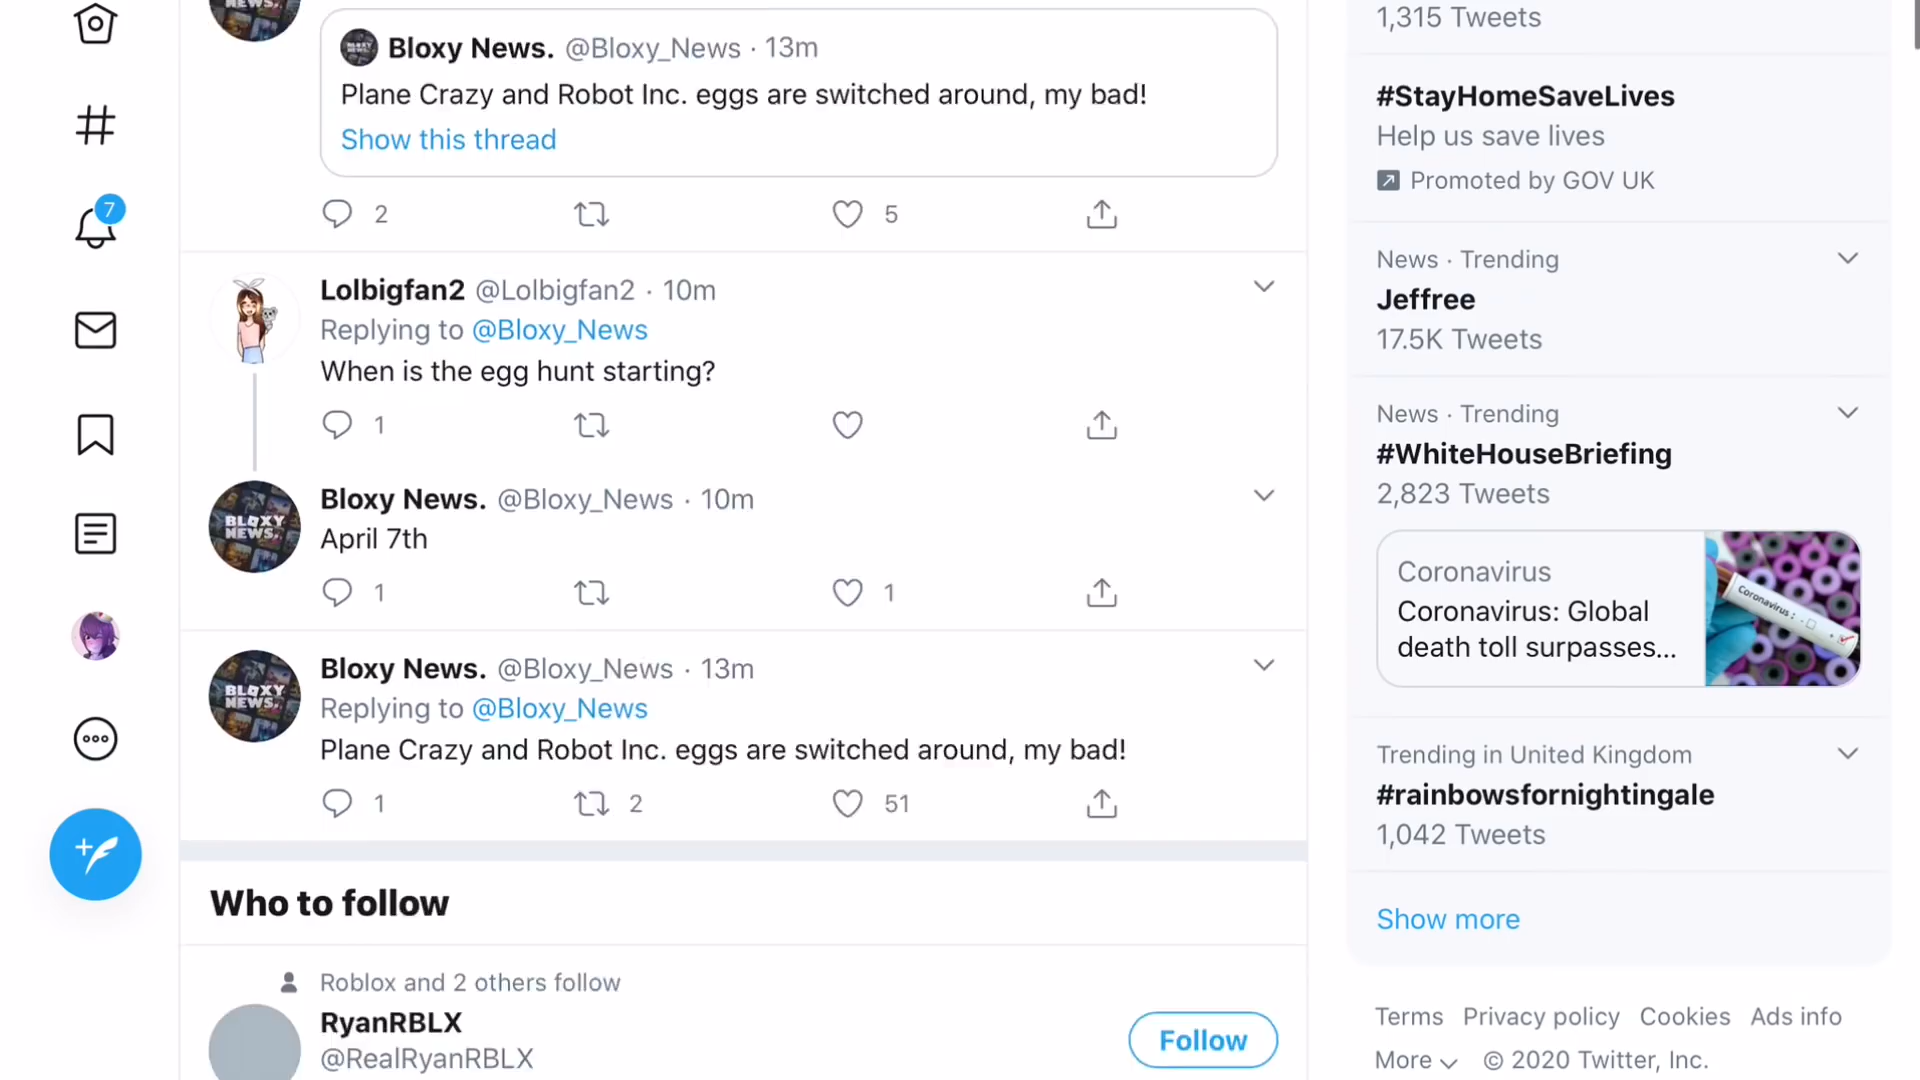 Bloxy News. @Bloxy_News · 13m
Plane Crazy and Robot Inc. eggs are switched around, my bad!
Show this thread
2
5
Lolbigfan2 @Lolbigfan2 · 10m
Replying to @Bloxy_News
When is the egg hunt starting?
1
BLOXY
NEWS.
Bloxy News. @Bloxy_News · 10m
April 7th
1
1
BLOXY
NEWS.
Bloxy News. @Bloxy_News · 13m
Replying to @Bloxy_News
Plane Crazy and Robot Inc. eggs are switched around, my bad!
1
2
51
Who to follow
Roblox and 2 others follow
RyanRBLX
@RealRyanRBLX
Follow
7
1,315 Tweets
#StayHomeSaveLives
Help us save lives
Promoted by GOV UK
News · Trending
Jeffree
17.5K Tweets
News · Trending
#WhiteHouseBriefing
2,823 Tweets
Coronavirus
Coronavirus: Global
death toll surpasses...
Coronavirus :
Trending in United Kingdom
#rainbowsfornightingale
1,042 Tweets
Show more
Terms Privacy policy Cookies Ads info
More © 2020 Twitter, Inc.